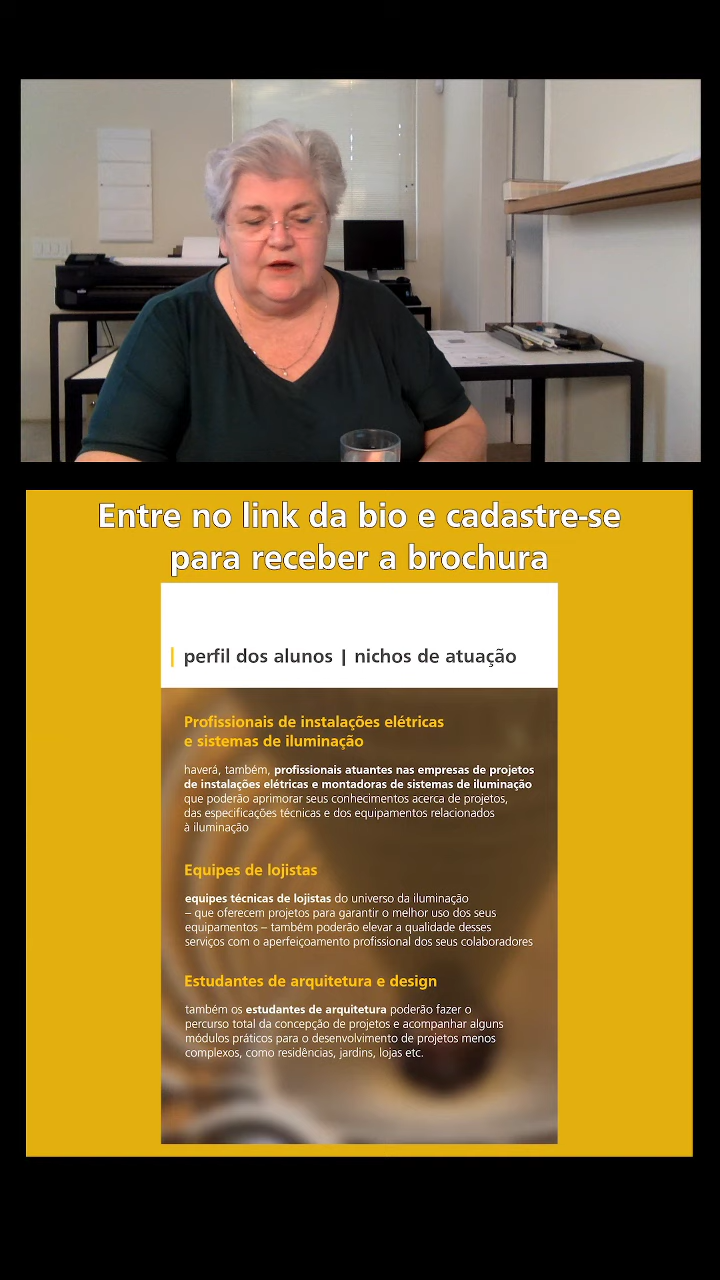 Entre no link da bio e cadastre-se
para receber a brochura
perfil dos alunos | nichos de atuação
Profissionais de instalações elétricas
e sistemas de iluminação
haverá, também, profissionais atuantes nas empresas de projetos
de instalações elétricas e montadoras de sistemas de iluminação
que poderão aprimorar seus conhecimentos acerca de projetos,
das especificações técnicas e dos equipamentos relacionados
à iluminação
Equipes de lojistas
equipes técnicas de lojistas do universo da iluminação
– que oferecem projetos para garantir o melhor uso dos seus
equipamentos – também poderão elevar a qualidade desses
serviços com o aperfeiçoamento profissional dos seus colaboradores
Estudantes de arquitetura e design
também os estudantes de arquitetura poderão fazer o
percurso total da concepção de projetos e acompanhar alguns
módulos práticos para o desenvolvimento de projetos menos
complexos, como residências, jardins, lojas etc.